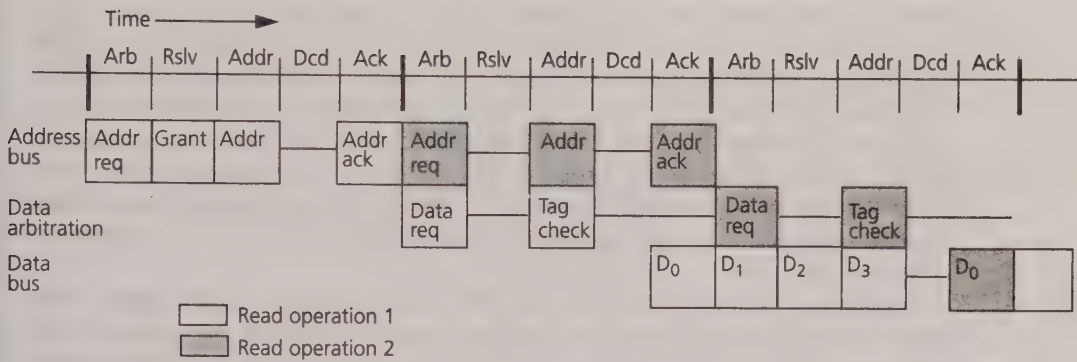 Time
Arb Rslv Addr Dcd Ack Arb Rslv Addr Dcd Ack Arb Rslv Addr Dcd Ack
Address bus
Addr req
Grant
Addr
Addr ack
Addr req
Addr
Addr ack
Data arbitration
Data req
Tag check
Data req
Tag check
Data bus
D₀
D₁
D₂
D₃
D₀
Read operation 1
Read operation 2